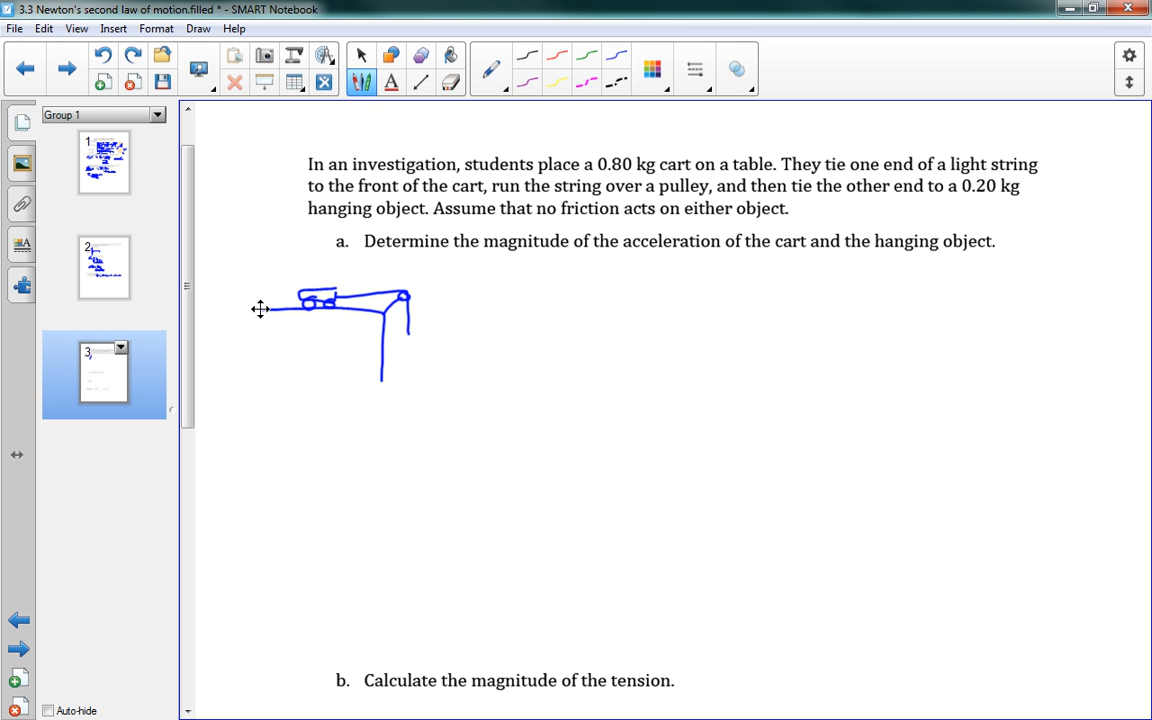 3.3 Newton's second law of motion.filled * - SMART Notebook
File Edit View Insert Format Draw Help
Group 1
1
2
3
In an investigation, students place a 0.80 kg cart on a table. They tie one end of a light string
to the front of the cart, run the string over a pulley, and then tie the other end to a 0.20 kg
hanging object. Assume that no friction acts on either object.
a. Determine the magnitude of the acceleration of the cart and the hanging object.
b. Calculate the magnitude of the tension.
Auto-hide